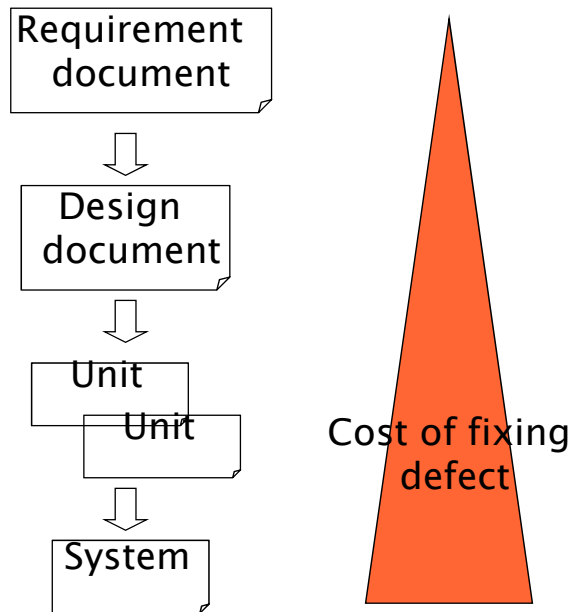 Requirement
document
Design
document
Unit
Unit
System
Cost of fixing
defect